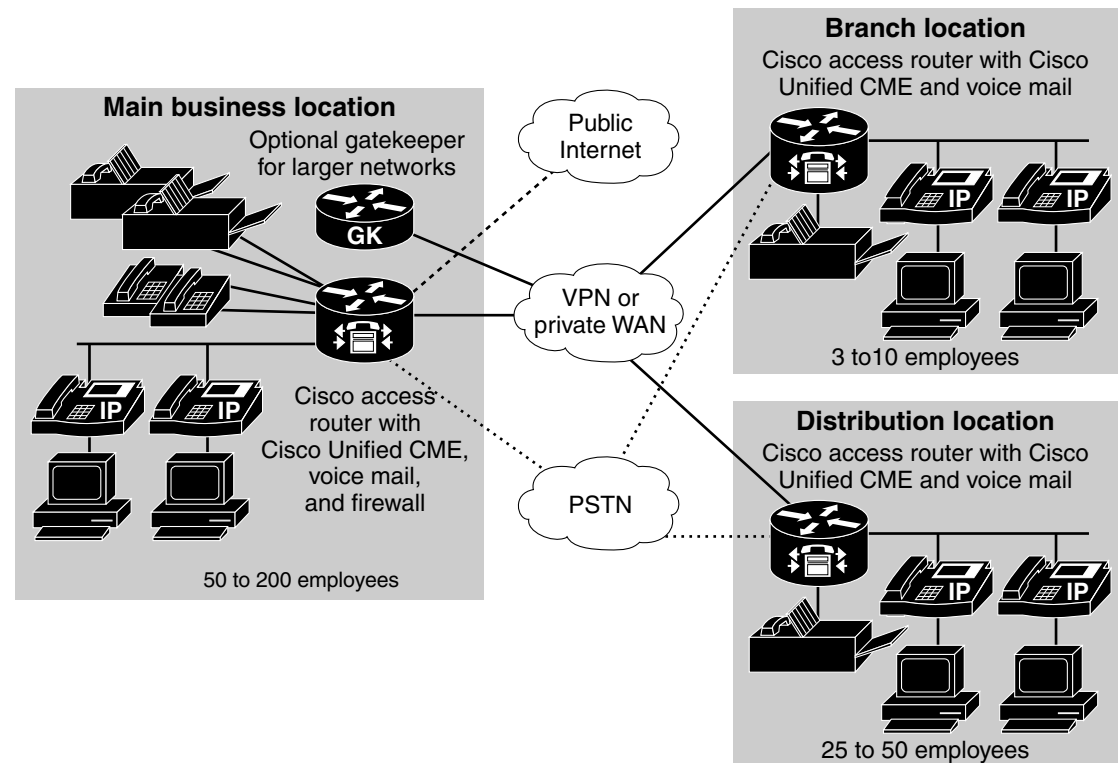 Main business location
Optional gatekeeper
for larger networks
GK
IP
IP
Cisco access
router with
Cisco Unified CME,
voice mail,
and firewall
50 to 200 employees
Public
Internet
VPN or
private WAN
PSTN
Branch location
Cisco access router with Cisco
Unified CME and voice mail
IP
IP
3 to10 employees
Distribution location
Cisco access router with Cisco
Unified CME and voice mail
IP
IP
25 to 50 employees